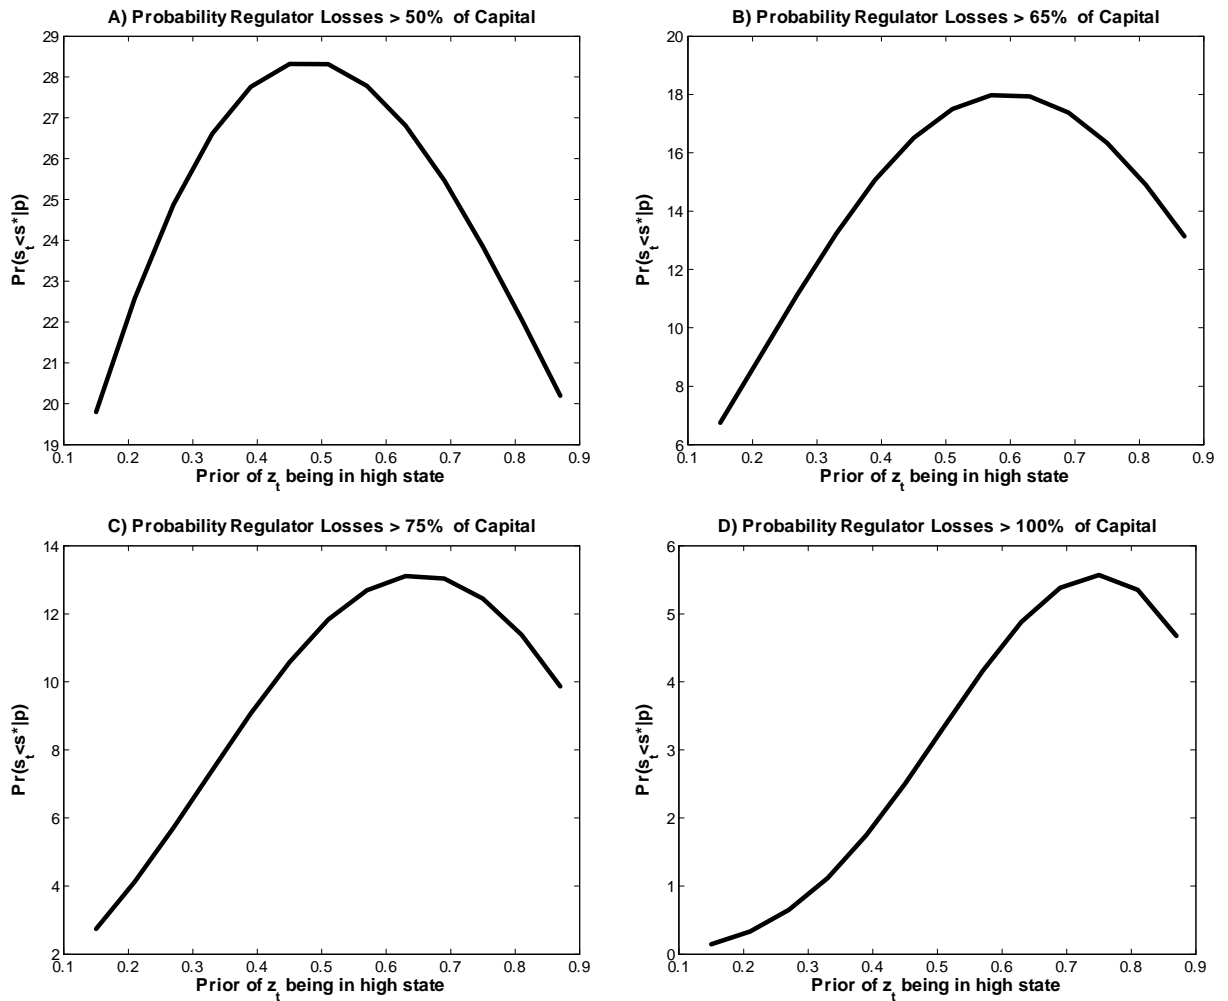 A) Probability Regulator Losses > 50% of Capital
29
28
27
26
25
24
23
22
21
20
19
Pr(s_t<s*|p)
0.1 0.2 0.3 0.4 0.5 0.6 0.7 0.8 0.9
Prior of z_t being in high state
B) Probability Regulator Losses > 65% of Capital
20
18
16
14
12
10
8
6
Pr(s_t<s*|p)
0.1 0.2 0.3 0.4 0.5 0.6 0.7 0.8 0.9
Prior of z_t being in high state
C) Probability Regulator Losses > 75% of Capital
14
12
10
8
6
4
2
Pr(s_t<s*|p)
0.1 0.2 0.3 0.4 0.5 0.6 0.7 0.8 0.9
Prior of z_t being in high state
D) Probability Regulator Losses > 100% of Capital
6
5
4
3
2
1
0
Pr(s_t<s*|p)
0.1 0.2 0.3 0.4 0.5 0.6 0.7 0.8 0.9
Prior of z_t being in high state